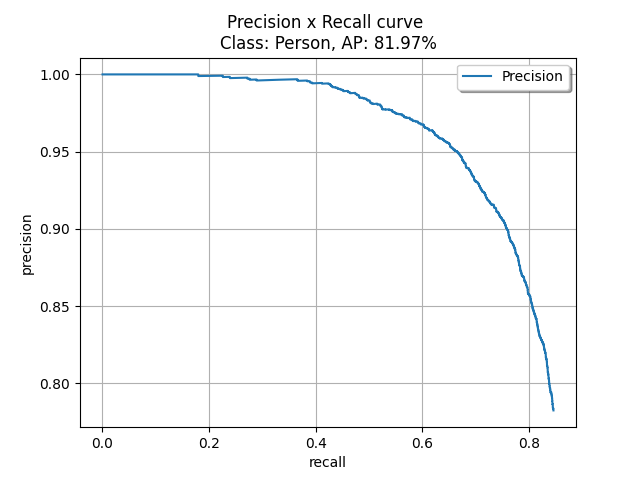 Precision x Recall curve
Class: Person, AP: 81.97%
Precision
precision
1.00
0.95
0.90
0.85
0.80
0.0 0.2 0.4 0.6 0.8
recall